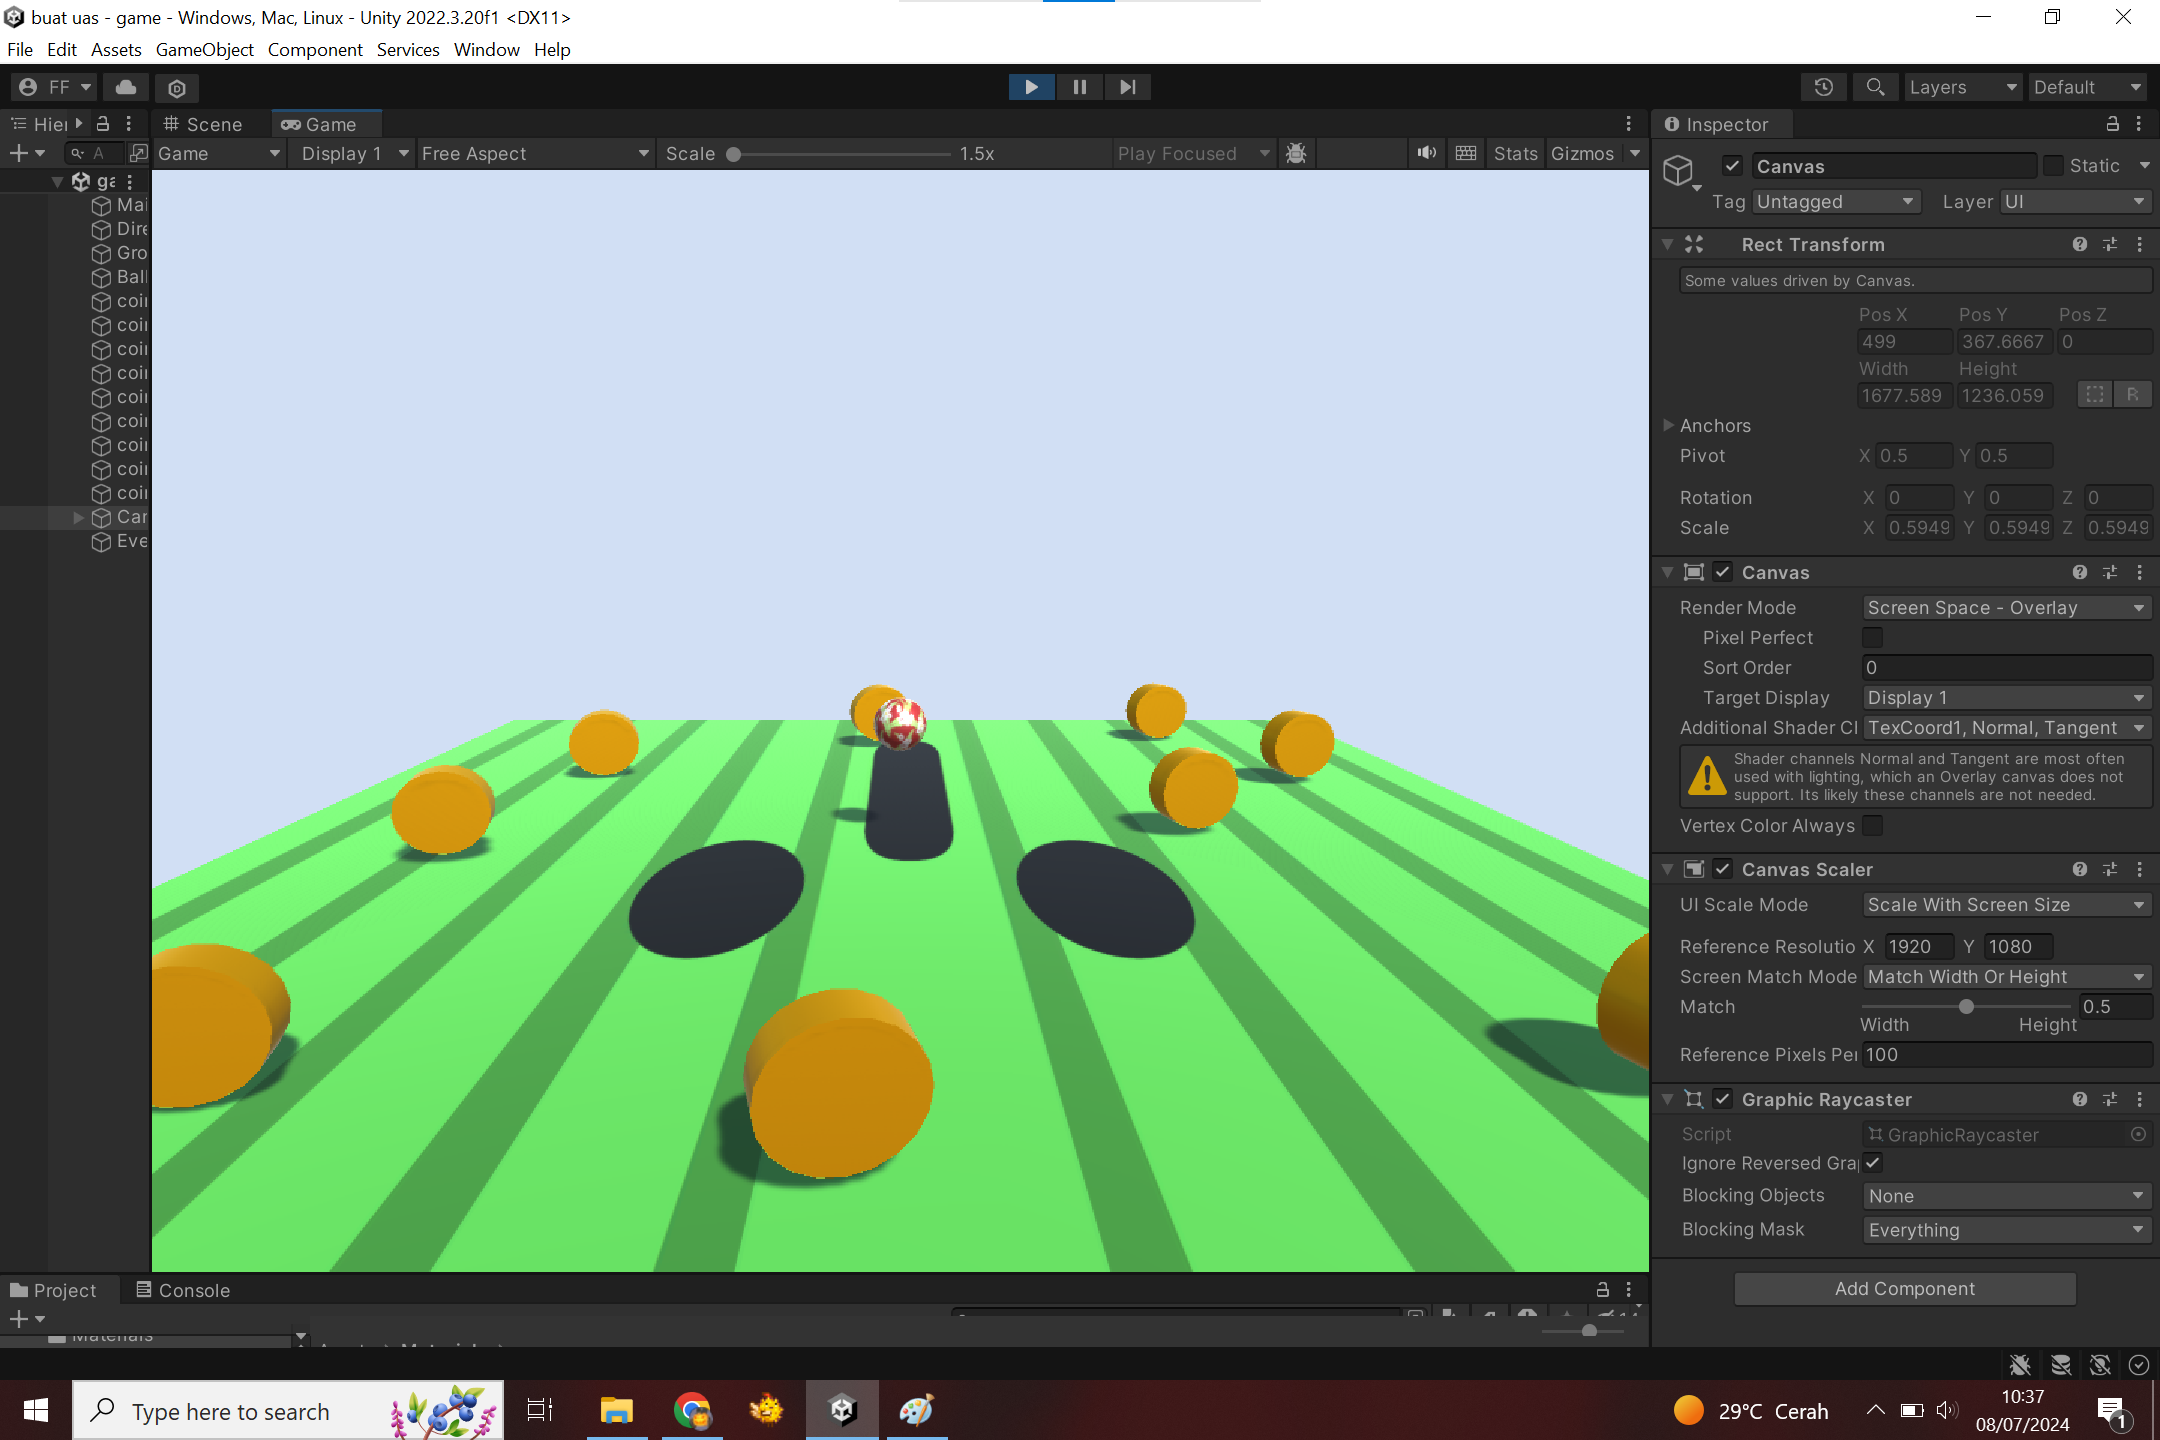 buat uas - game - Windows, Mac, Linux - Unity 2022.3.20f1 <DX11>
File Edit Assets GameObject Component Services Window Help
FF
Layers
Default
Hier
Scene
Game
Inspector
A
Game
Display 1
Free Aspect
Scale
1.5x
Play Focused
Stats
Gizmos
Canvas
Static
Tag Untagged
Layer UI
ga
Mai
Dire
Gro
Ball
coi
coi
coi
coi
coi
coi
coi
coi
coi
Can
Eve
Rect Transform
Some values driven by Canvas.
Pos X Pos Y Pos Z
499 367.6667 0
Width Height
1677.589 1236.059
R
Anchors
Pivot X 0.5 Y 0.5
Rotation X 0 Y 0 Z 0
Scale X 0.5949 Y 0.5949 Z 0.5949
Canvas
Render Mode Screen Space - Overlay
Pixel Perfect
Sort Order 0
Target Display Display 1
Additional Shader Cl TexCoord1, Normal, Tangent
Shader channels Normal and Tangent are most often
used with lighting, which an Overlay canvas does not
support. Its likely these channels are not needed.
Vertex Color Always
Canvas Scaler
UI Scale Mode Scale With Screen Size
Reference Resolutio X 1920 Y 1080
Screen Match Mode Match Width Or Height
Match 0.5
Width Height
Reference Pixels Per 100
Graphic Raycaster
Script GraphicRaycaster
Ignore Reversed Gra
Blocking Objects None
Blocking Mask Everything
Add Component
Project
Console
Materials
Type here to search
29°C Cerah
10:37
08/07/2024
1